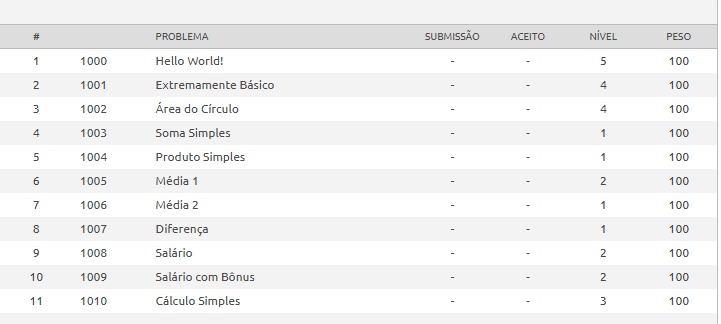 # PROBLEMA SUBMISSÃO ACEITO NÍVEL PESO
1 1000 Hello World! - - 5 100
2 1001 Extremamente Básico - - 4 100
3 1002 Área do Círculo - - 4 100
4 1003 Soma Simples - - 1 100
5 1004 Produto Simples - - 1 100
6 1005 Média 1 - - 2 100
7 1006 Média 2 - - 1 100
8 1007 Diferença - - 1 100
9 1008 Salário - - 2 100
10 1009 Salário com Bônus - - 2 100
11 1010 Cálculo Simples - - 3 100